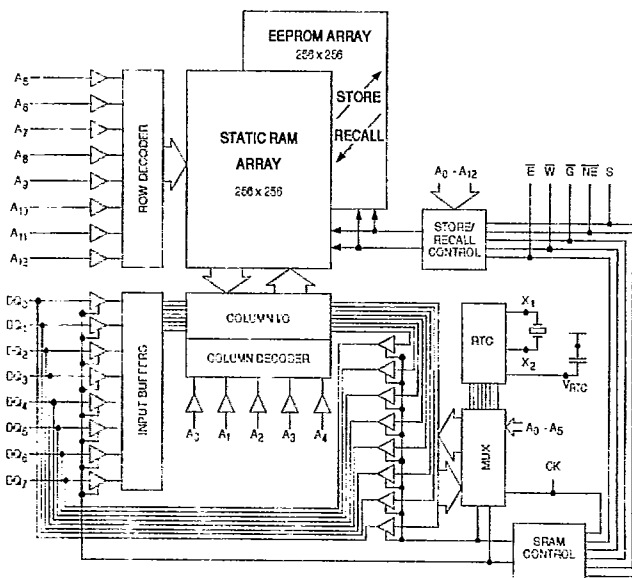 EEPROM ARRAY
256 x 256
STORE
RECALL
STATIC RAM
ARRAY
256 x 256
A5
A6
A7
A8
A9
A10
A11
A12
ROW DECODER
A0 - A12
E W G NE S
STORE/
RECALL
CONTROL
DQ0
DQ1
DQ2
DQ3
DQ4
DQ5
DQ6
DQ7
INPUT BUFFERS
COLUMN I/O
COLUMN DECODER
A0 A1 A2 A3 A4
RTC
X1
X2
VRTC
MUX
A0 - A5
CK
SRAM
CONTROL